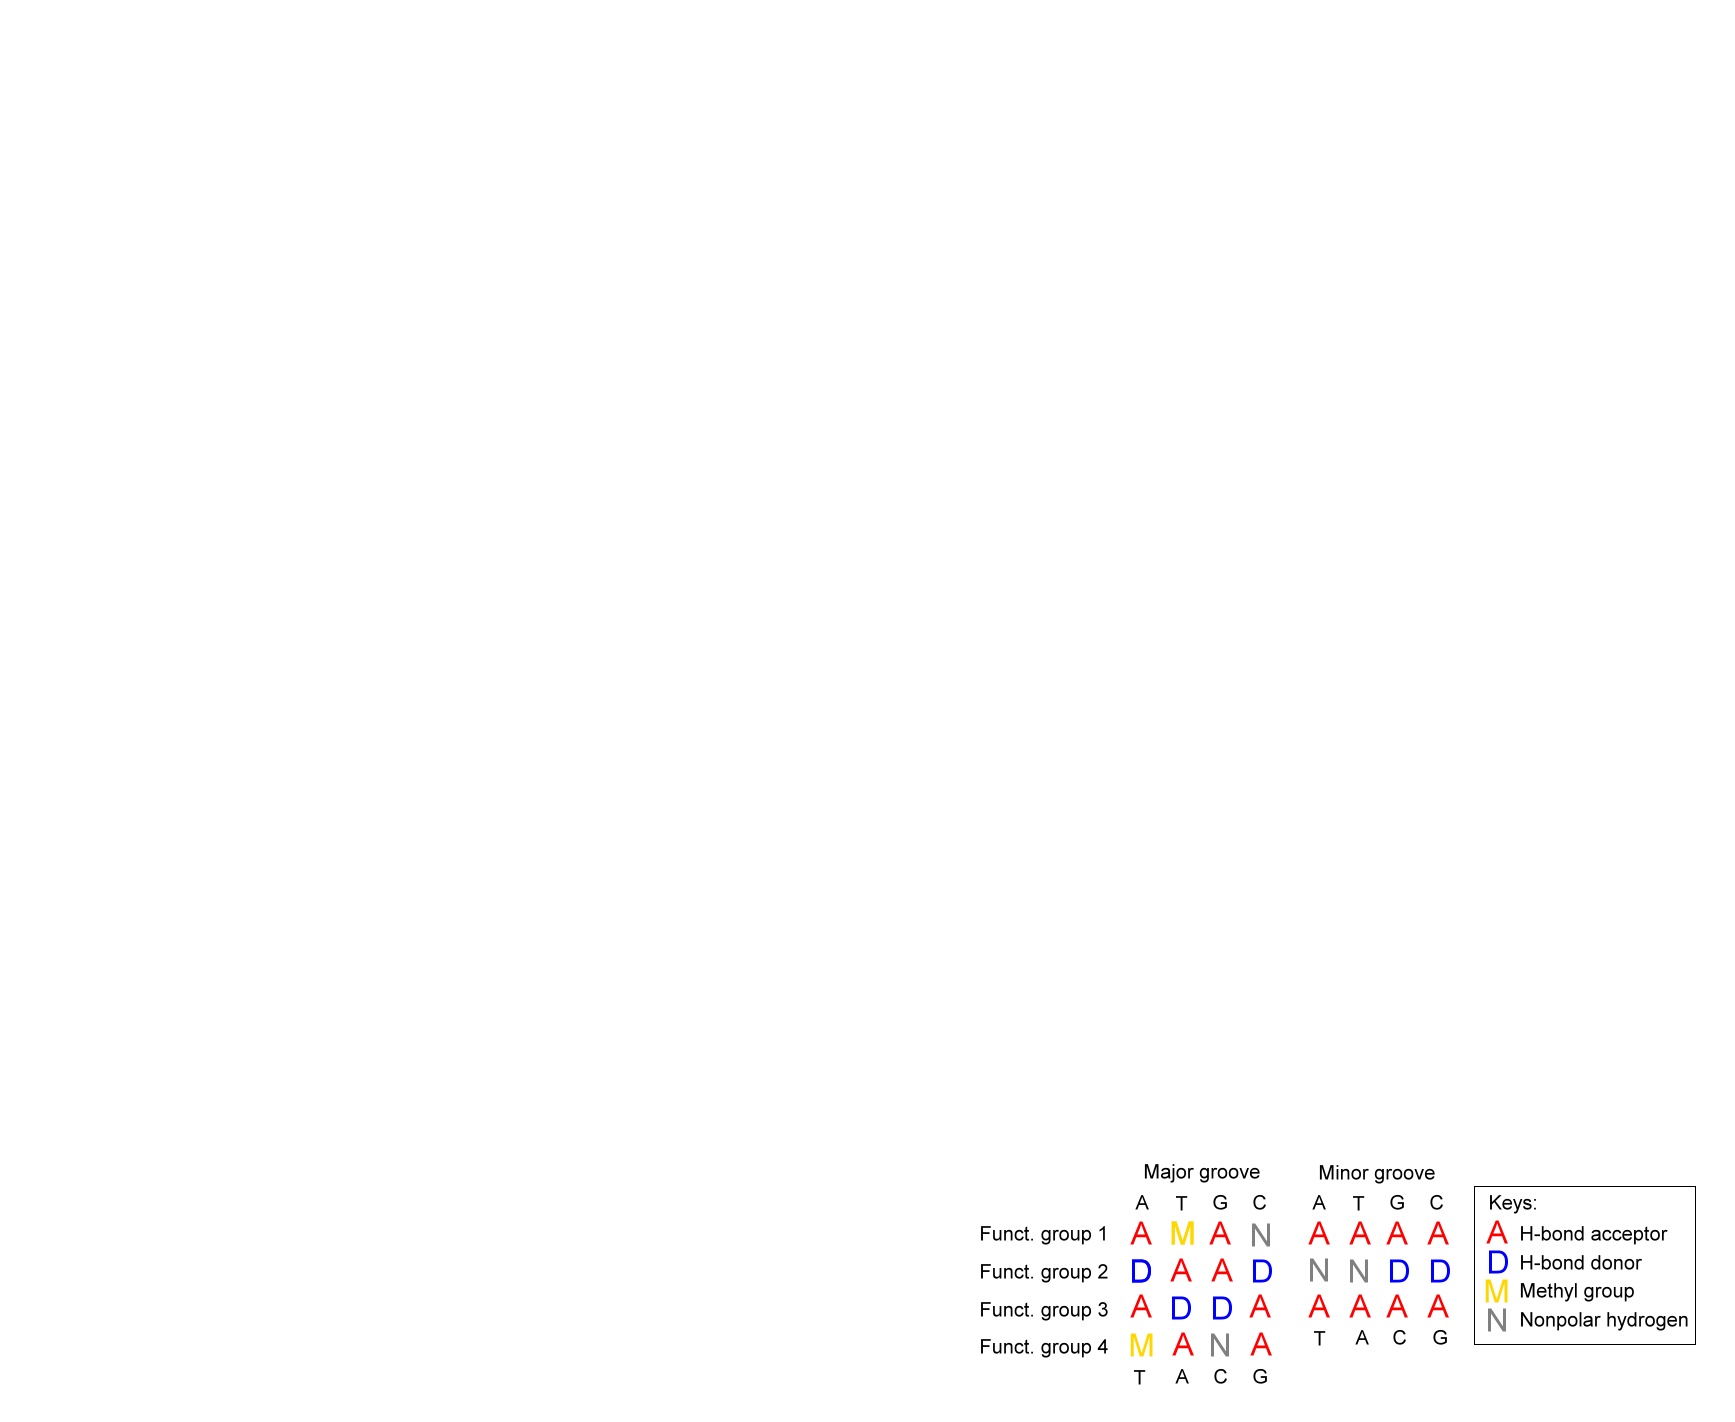 Major groove Minor groove
A T G C A T G C Keys:
Funct. group 1 A M A N A A A A A H-bond acceptor
Funct. group 2 D A A D N N D D D H-bond donor
M Methyl group
Funct. group 3 A D D A A A A A N Nonpolar hydrogen
T A C G
Funct. group 4 M A N A
T A C G